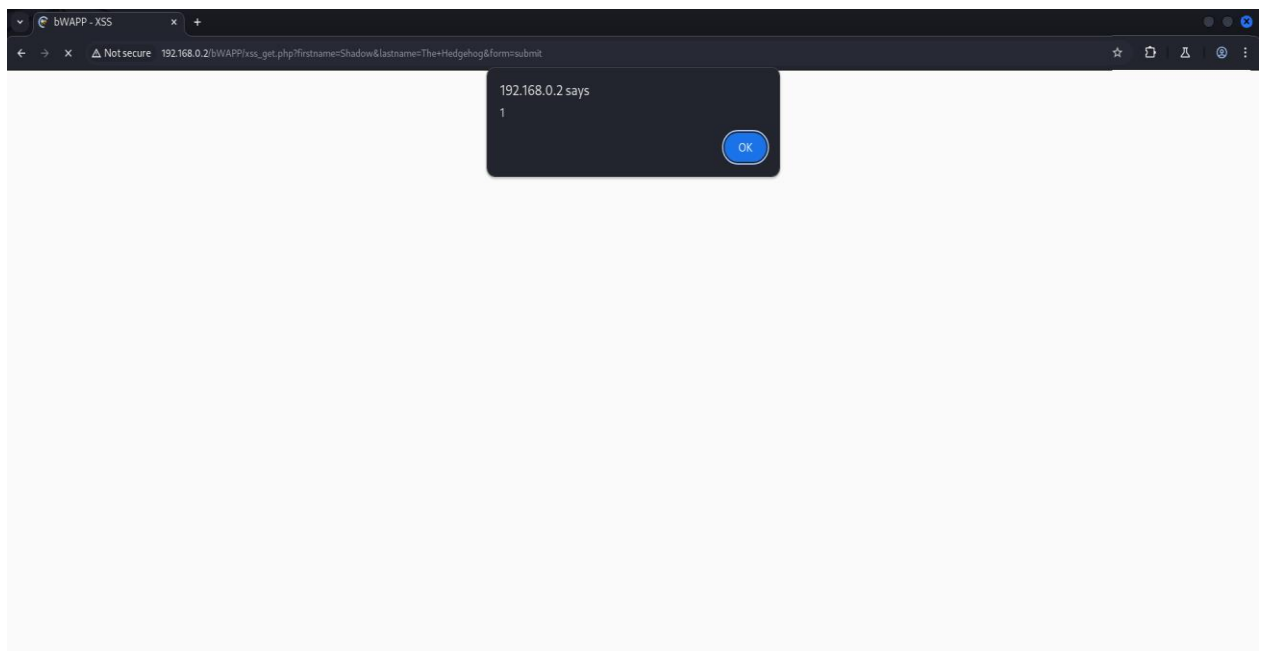 bWAPP - XSS
Not secure 192.168.0.2/bWAPP/xss_get.php?firstname=Shadow&lastname=The+Hedgehog&form=submit
192.168.0.2 says
1
OK